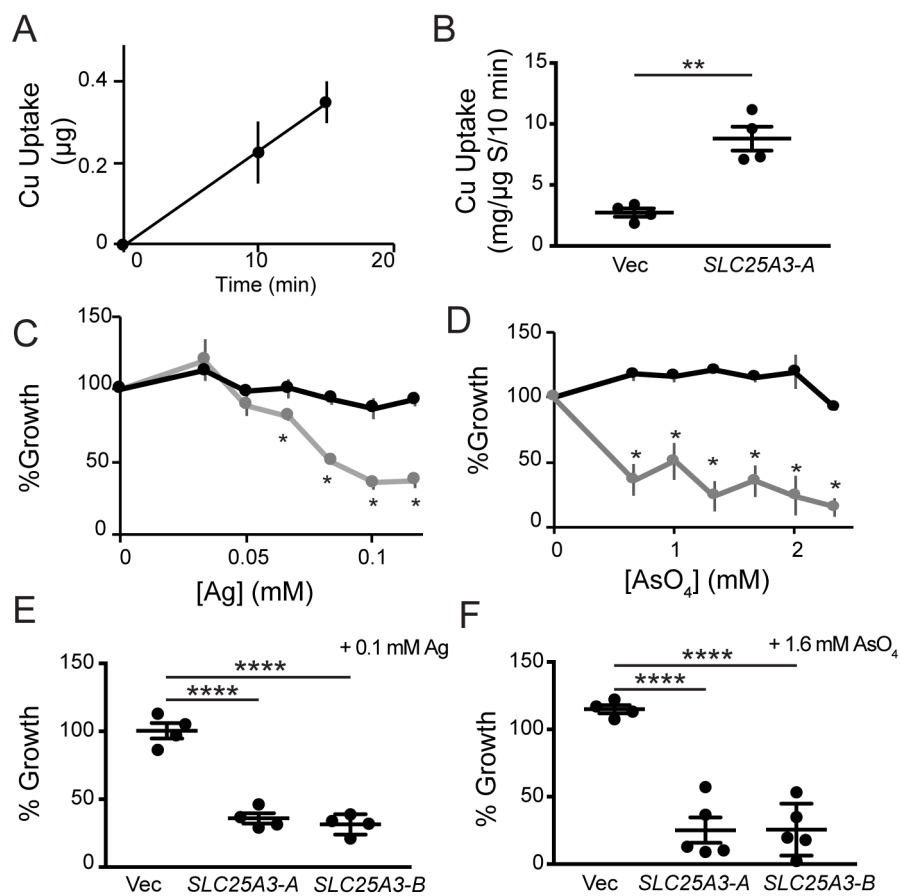 A
Cu Uptake
(µg)
0.4
0.2
0
0
10
20
Time (min)
B
Cu Uptake
(mg/µg S/10 min)
15
10
5
0
**
Vec
SLC25A3-A
C
%Growth
150
100
50
0
*
*
*
*
0
0.05
0.1
[Ag] (mM)
D
%Growth
150
100
50
0
*
*
*
*
*
*
0
1
2
[AsO₄] (mM)
E
+ 0.1 mM Ag
% Growth
150
100
50
0
****
****
Vec
SLC25A3-A
SLC25A3-B
F
+ 1.6 mM AsO₄
% Growth
150
100
50
0
****
****
Vec
SLC25A3-A
SLC25A3-B